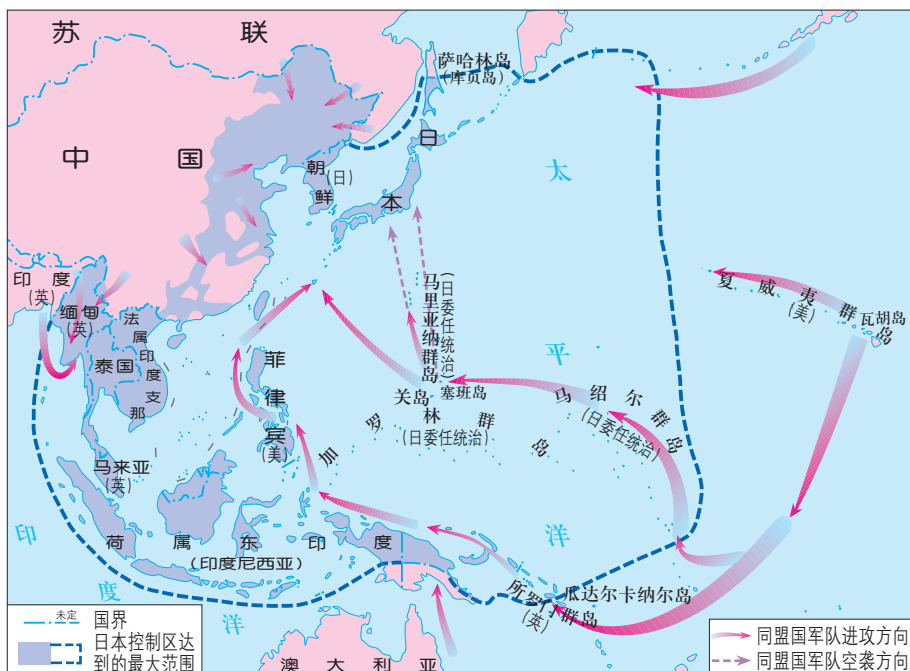 苏联
萨哈林岛
(库页岛)
中国
日本
朝鲜
(日)
太平洋
印度
(英)
缅甸
(英)
法属印度支那
泰国
马里亚纳群岛
(日委任统治)
夏威夷群岛
(美)
瓦胡岛
菲律宾
(美)
关岛
塞班岛
加罗林群岛
(日委任统治)
马绍尔群岛
(日委任统治)
马来亚
(英)
荷属东印度
(印度尼西亚)
印度洋
所罗门群岛
(英)
瓜达尔卡纳尔岛
澳大利亚
未定
国界
日本控制区达
到的最大范围
同盟国军队进攻方向
同盟国军队空袭方向